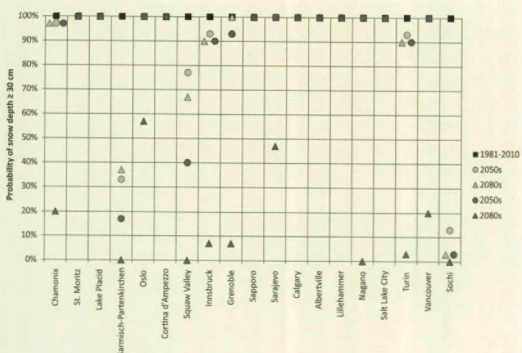 100%
90%
80%
70%
60%
50%
40%
30%
20%
10%
0%
Probability of snow depth ≥ 30 cm
Chamonix
St. Moritz
Lake Placid
armisch-Partenkirchen
Oslo
Cortina d'Ampezzo
Squaw Valley
Innsbruck
Grenoble
Sapporo
Sarajevo
Calgary
Albertville
Lillehammer
Nagano
Salt Lake City
Turin
Vancouver
Sochi
1981-2010
2050s
2080s
2050s
2080s